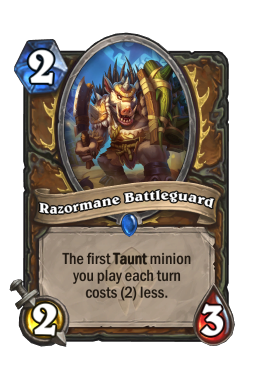 2
Razormane Battleguard
The first Taunt minion
you play each turn
costs (2) less.
2
3